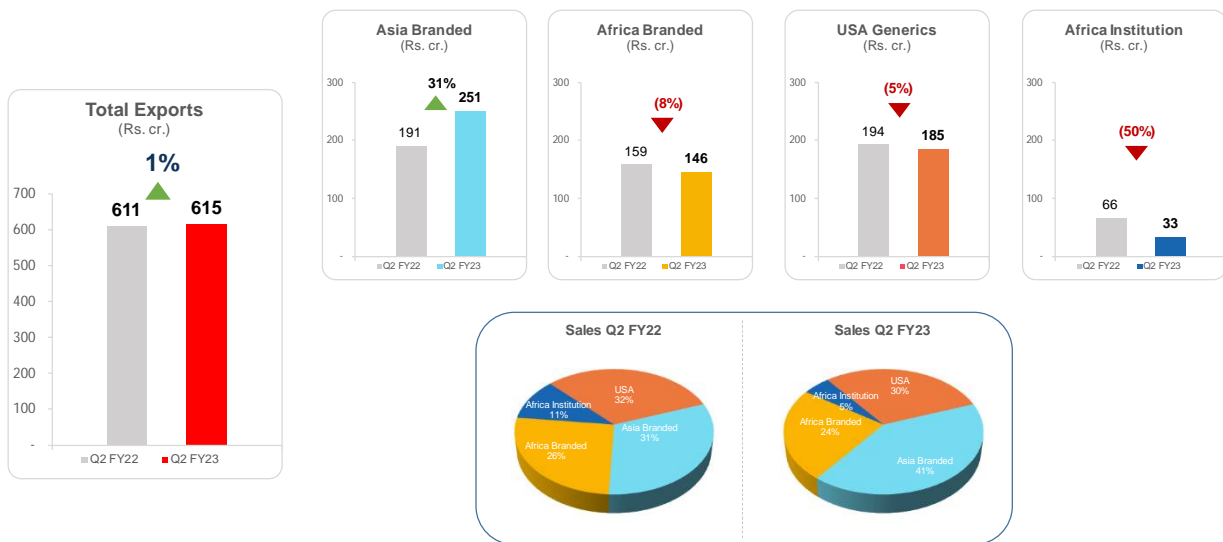 Total Exports
(Rs. cr.)
1%
700
600
500
400
300
200
100
-
611
615
Q2 FY22 Q2 FY23
Asia Branded
(Rs. cr.)
31%
300
200
100
-
191
251
Q2 FY22 Q2 FY23
Africa Branded
(Rs. cr.)
(8%)
300
200
100
-
159
146
Q2 FY22 Q2 FY23
USA Generics
(Rs. cr.)
(5%)
300
200
100
-
194
185
Q2 FY22 Q2 FY23
Africa Institution
(Rs. cr.)
(50%)
300
200
100
-
66
33
Q2 FY22 Q2 FY23
Sales Q2 FY22
USA
32%
Africa Institution
11%
Asia Branded
31%
Africa Branded
26%
Sales Q2 FY23
USA
30%
Africa Institution
5%
Africa Branded
24%
Asia Branded
41%